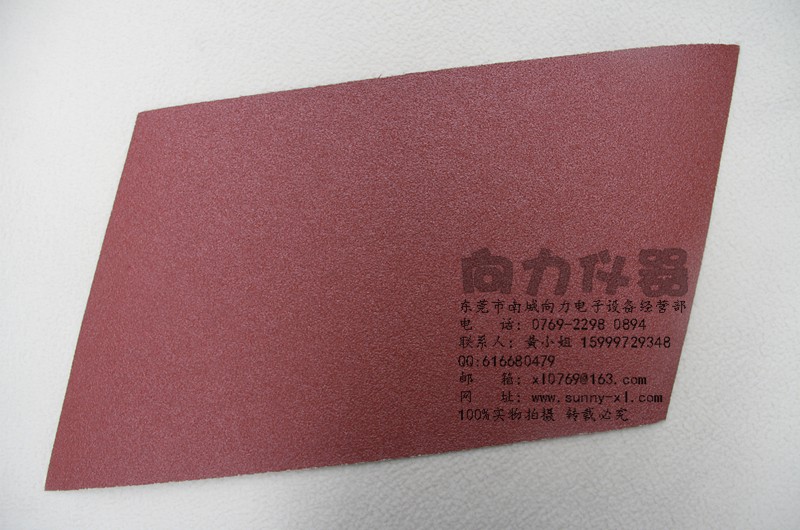 向力仪器
东莞市南城向力电子设备经营部
电 话: 0769-2298 0894
联系人: 黄小姐 15999729348
QQ:616680479
邮 箱: xl0769@163.com
网 址: www.sunny-xl.com
100%实物拍摄 转载必究